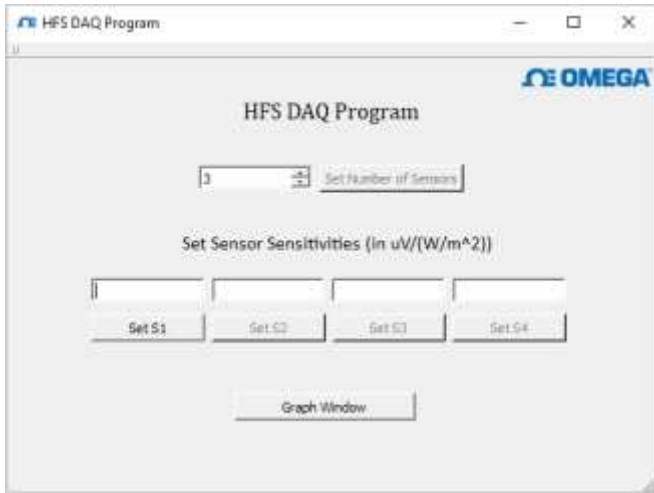 HFS DAQ Program
OMEGA
HFS DAQ Program
3 Set Number of Sensors
Set Sensor Sensitivities (in uV/(W/m^2))
Set S1 Set S2 Set S3 Set S4
Graph Window